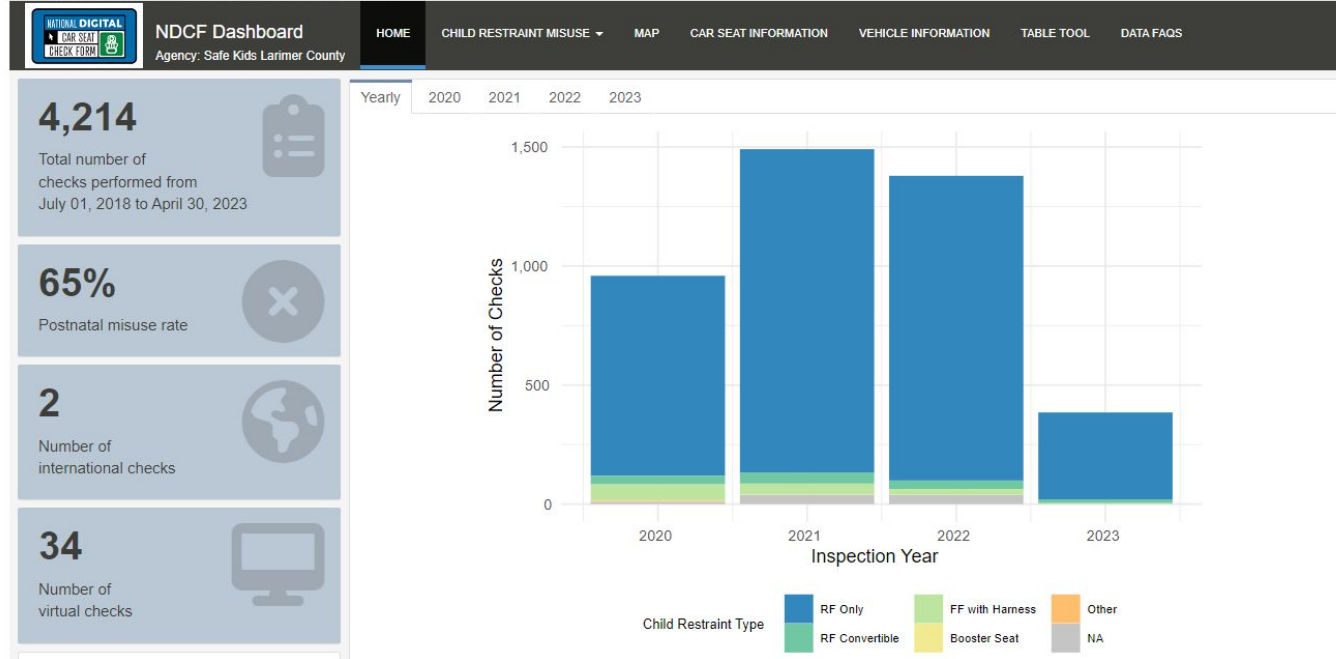 NATIONAL DIGITAL
CAR SEAT
CHECK FORM
NDCF Dashboard
Agency: Safe Kids Larimer County
HOME
CHILD RESTRAINT MISUSE
MAP
CAR SEAT INFORMATION
VEHICLE INFORMATION
TABLE TOOL
DATA FAQS
4,214
Total number of
checks performed from
July 01, 2018 to April 30, 2023
65%
Postnatal misuse rate
2
Number of
international checks
34
Number of
virtual checks
Yearly
2020
2021
2022
2023
Number of Checks
1,500
1,000
500
0
2020
2021
2022
2023
Inspection Year
Child Restraint Type
RF Only
RF Convertible
FF with Harness
Booster Seat
Other
NA